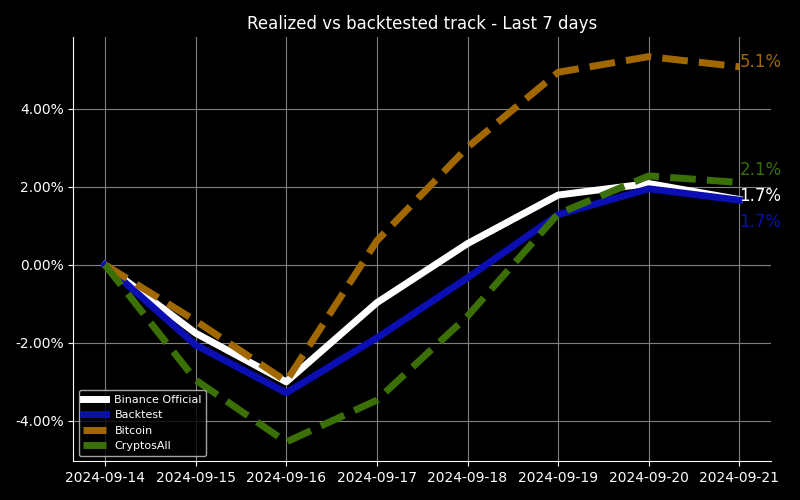 Realized vs backtested track - Last 7 days
4.00%
2.00%
0.00%
-2.00%
-4.00%
5.1%
2.1%
1.7%
1.7%
Binance Official
Backtest
Bitcoin
CryptosAll
2024-09-14 2024-09-15 2024-09-16 2024-09-17 2024-09-18 2024-09-19 2024-09-20 2024-09-21